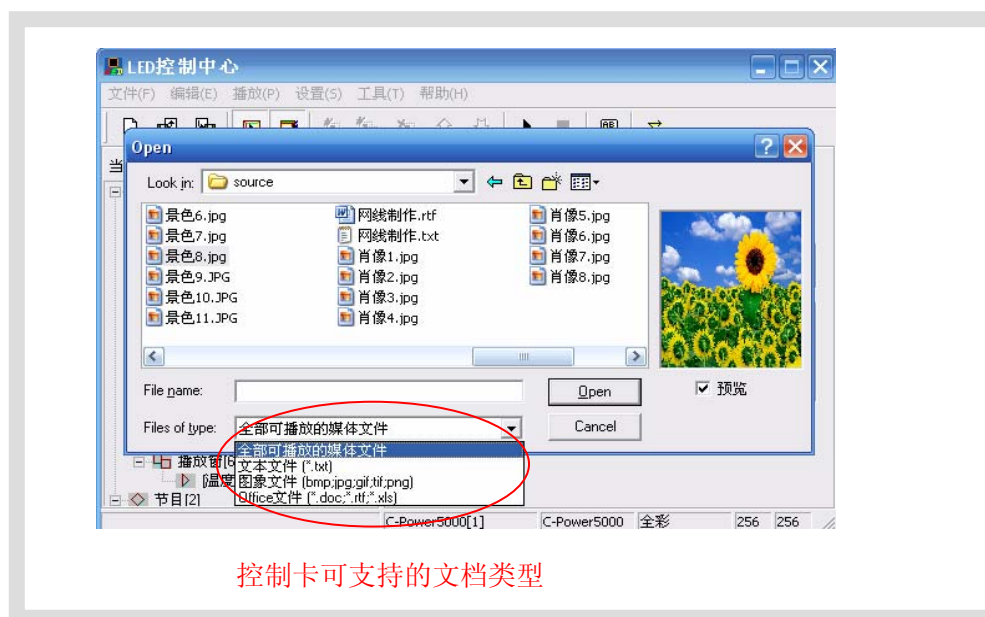 LED控制中心
文件(F) 编辑(E) 播放(P) 设置(S) 工具(T) 帮助(H)
Open
当
Look in: source
景色6.jpg 网线制作.rtf 肖像5.jpg
景色7.jpg 网线制作.txt 肖像6.jpg
景色8.jpg 肖像1.jpg 肖像7.jpg
景色9.JPG 肖像2.jpg 肖像8.jpg
景色10.JPG 肖像3.jpg
景色11.JPG 肖像4.jpg
File name: Open 预览
Files of type: 全部可播放的媒体文件 Cancel
全部可播放的媒体文件
播放窗[6 文本文件 (*.txt)
[温度 图象文件 (bmp;jpg;gif;tif;png)
节目[2] Office文件 (*.doc;*.rtf;*.xls)
C-Power5000[1] C-Power5000 全彩 256 256
控制卡可支持的文档类型